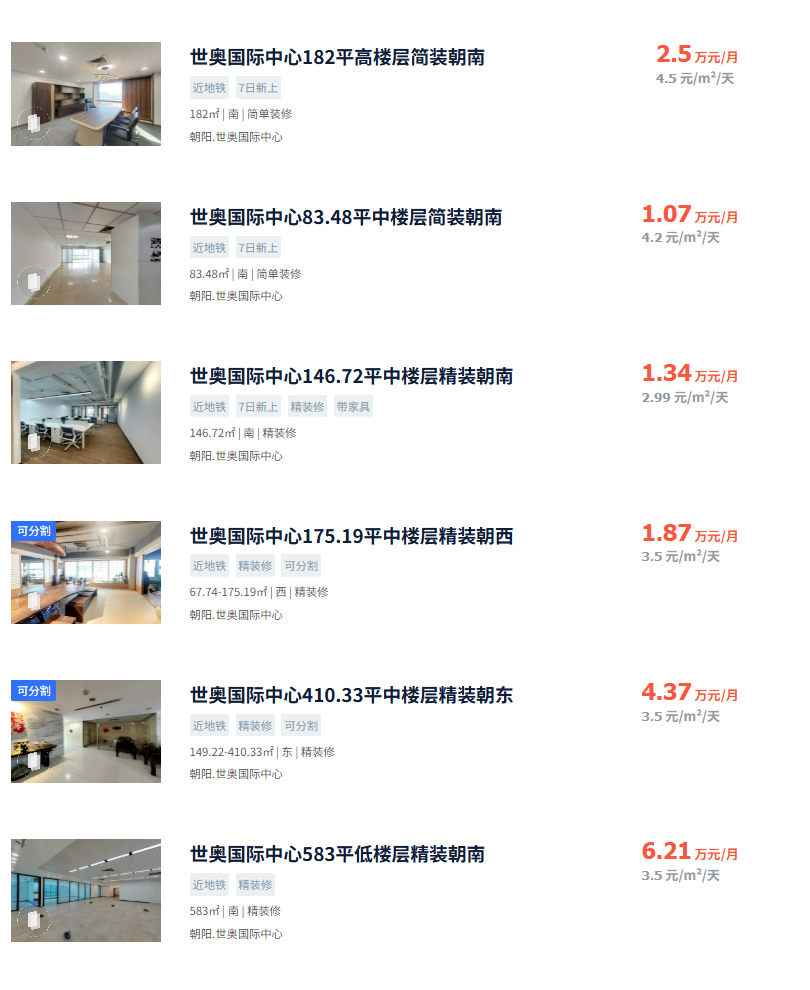 世奥国际中心182平高楼层简装朝南
2.5 万元/月
近地铁 7日新上
4.5 元/m²/天
182㎡ | 南 | 简单装修
朝阳.世奥国际中心
世奥国际中心83.48平中楼层简装朝南
1.07 万元/月
近地铁 7日新上
4.2 元/m²/天
83.48㎡ | 南 | 简单装修
朝阳.世奥国际中心
世奥国际中心146.72平中楼层精装朝南
1.34 万元/月
近地铁 7日新上 精装修 带家具
2.99 元/m²/天
146.72㎡ | 南 | 精装修
朝阳.世奥国际中心
可分割
世奥国际中心175.19平中楼层精装朝西
1.87 万元/月
近地铁 精装修 可分割
3.5 元/m²/天
67.74-175.19㎡ | 西 | 精装修
朝阳.世奥国际中心
可分割
世奥国际中心410.33平中楼层精装朝东
4.37 万元/月
近地铁 精装修 可分割
3.5 元/m²/天
149.22-410.33㎡ | 东 | 精装修
朝阳.世奥国际中心
世奥国际中心583平低楼层精装朝南
6.21 万元/月
近地铁 精装修
3.5 元/m²/天
583㎡ | 南 | 精装修
朝阳.世奥国际中心